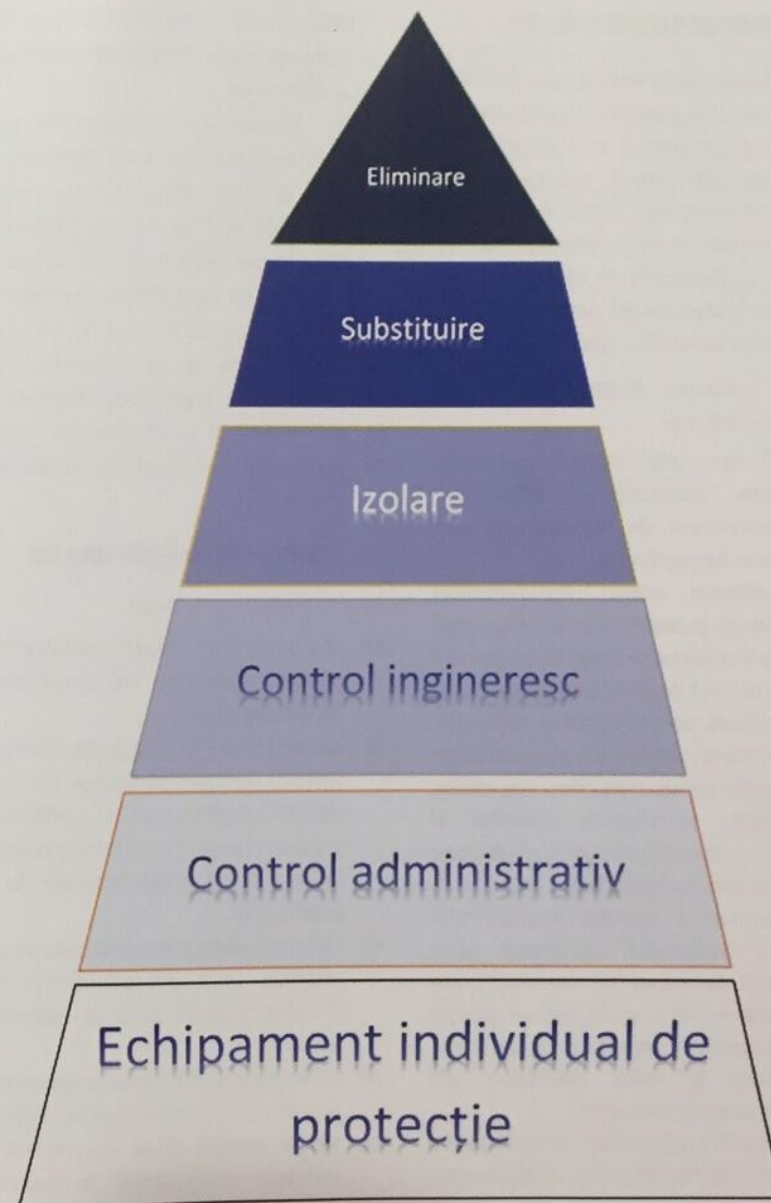 Eliminare
Substituire
Izolare
Control ingineresc
Control administrativ
Echipament individual de
protecție